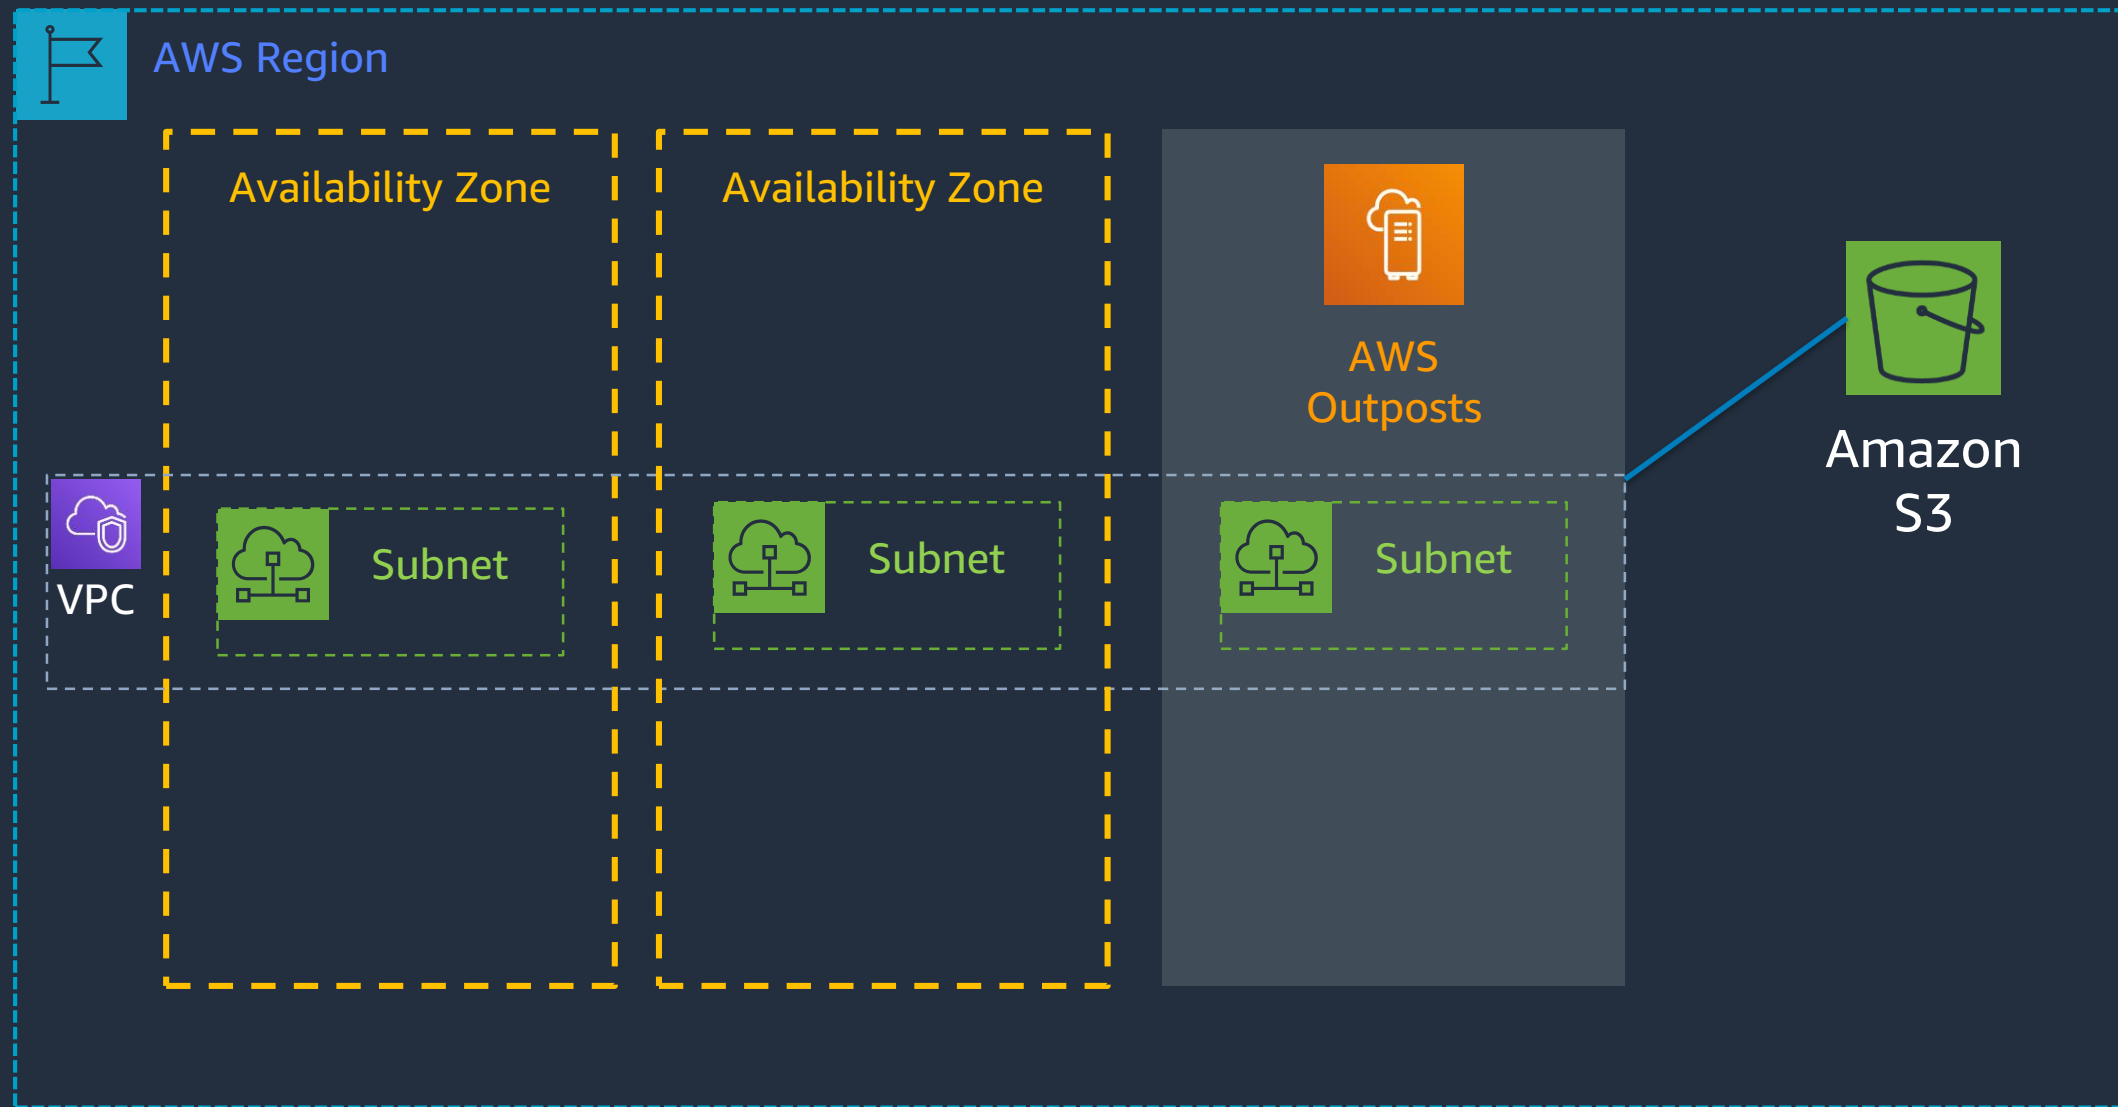 AWS Region
Availability Zone
Availability Zone
AWS
Outposts
Amazon
S3
VPC
Subnet
Subnet
Subnet